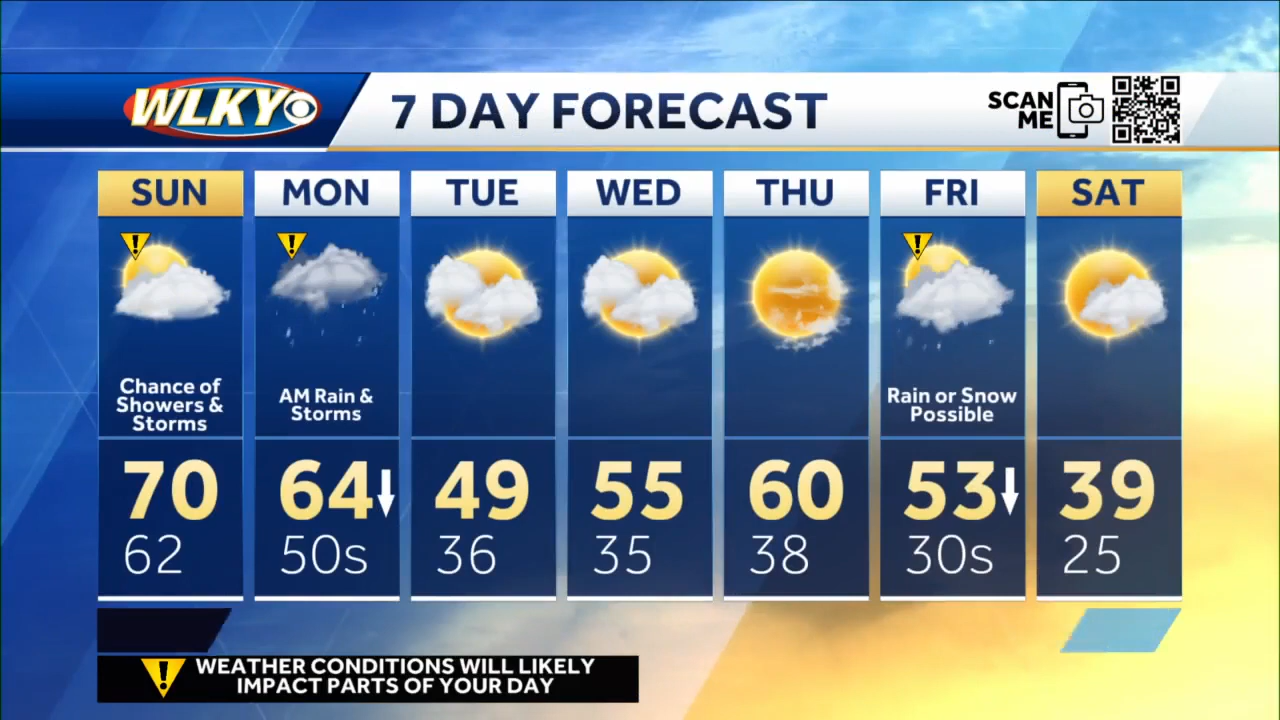 WLKY
7 DAY FORECAST
SCAN
ME
SUN
MON
TUE
WED
THU
FRI
SAT
!
!
!
Chance of
Showers &
Storms
AM Rain &
Storms
Rain or Snow
Possible
70
64
49
55
60
53
39
62
50s
36
35
38
30s
25
!
WEATHER CONDITIONS WILL LIKELY
IMPACT PARTS OF YOUR DAY